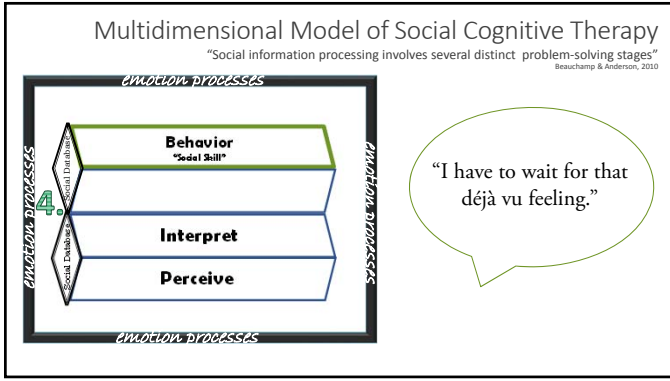 Multidimensional Model of Social Cognitive Therapy
“Social information processing involves several distinct problem-solving stages”
Beauchamp & Anderson, 2010
emotion processes
emotion processes
emotion processes
Social Database
Behavior
“Social Skill”
4.
Social Database
Interpret
Perceive
emotion processes
“I have to wait for that
déjà vu feeling.”